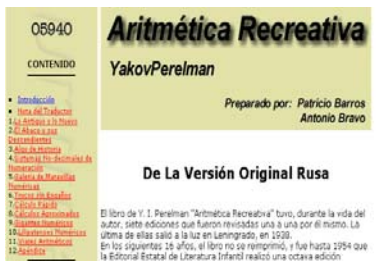 05940
CONTENIDO
Introducción
Nota del Traductor
1.Lo Antiguo y lo Nuevo
2.El Ábaco y sus
Descendientes
3.Algo de Historia
4.Sistemas No-decimales de
Numeración
5.Galería de Maravillas
Numéricas
6.Trucos sin Engaños
7.Cálculo Rápido
8.Cálculos Aproximados
9.Gigantes Numéricos
10.Liliputienses Numéricos
11.Viajes Aritméticos
12.Apéndice
Aritmética Recreativa
YakovPerelman
Preparado por: Patricio Barros
Antonio Bravo
De La Versión Original Rusa
El libro de Y. I. Perelman "Aritmética Recreativa" tuvo, durante la vida del
autor, siete ediciones que fueron revisadas una a una por él mismo. La
última de ellas salió a la luz en Leningrado, en 1938.
En los siguientes 16 años, el libro no se reimprimió, y fue hasta 1954 que
la Editorial Estatal de Literatura Infantil realizó una octava edición